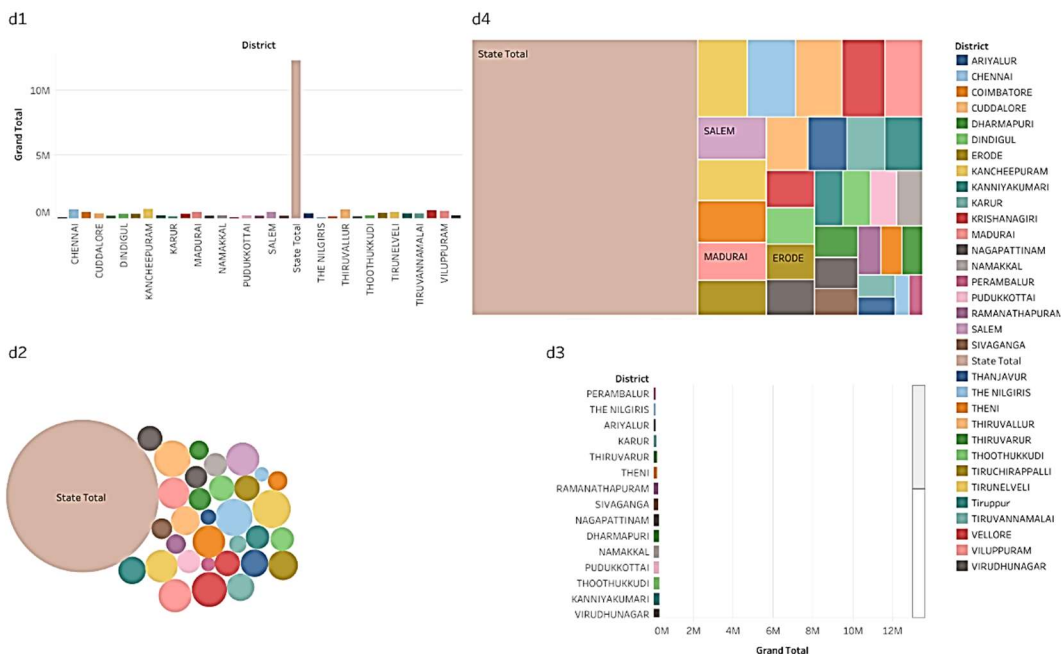 d1
District
Grand Total
10M
5M
0M
CHENNAI
CUDDALORE
DINDIGUL
KANCHEEPURAM
KARUR
MADURAI
NAMAKKAL
PUDUKKOTTAI
SALEM
State Total
THE NILGIRIS
THIRUVALLUR
THOOTHUKKUDI
TIRUNELVELI
TIRUVANNAMALAI
VILUPPURAM
d4
State Total
SALEM
MADURAI
ERODE
District
ARIYALUR
CHENNAI
COIMBATORE
CUDDALORE
DHARMAPURI
DINDIGUL
ERODE
KANCHEEPURAM
KANNIYAKUMARI
KARUR
KRISHANAGIRI
MADURAI
NAGAPATTINAM
NAMAKKAL
PERAMBALUR
PUDUKKOTTAI
RAMANATHAPURAM
SALEM
SIVAGANGA
State Total
THANJAVUR
THE NILGIRIS
THENI
THIRUVALLUR
THIRUVARUR
THOOTHUKKUDI
TIRUCHIRAPPALLI
TIRUNELVELI
Tiruppur
TIRUVANNAMALAI
VELLORE
VILUPPURAM
VIRUDHUNAGAR
d2
State Total
d3
District
PERAMBALUR
THE NILGIRIS
ARIYALUR
KARUR
THIRUVARUR
THENI
RAMANATHAPURAM
SIVAGANGA
NAGAPATTINAM
DHARMAPURI
NAMAKKAL
PUDUKKOTTAI
THOOTHUKKUDI
KANNIYAKUMARI
VIRUDHUNAGAR
0M 2M 4M 6M 8M 10M 12M
Grand Total